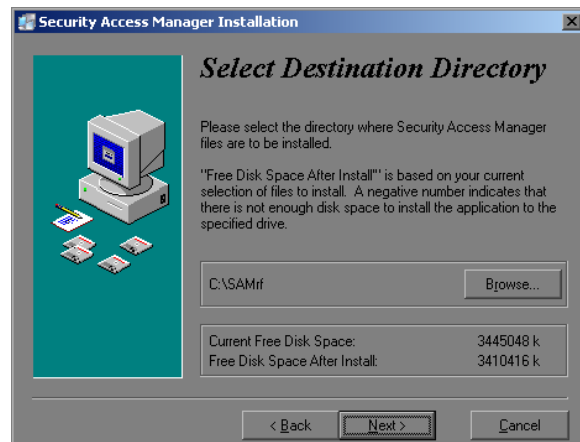 Security Access Manager Installation
Select Destination Directory
Please select the directory where Security Access Manager
files are to be installed.
"Free Disk Space After Install'" is based on your current
selection of files to install. A negative number indicates that
there is not enough disk space to install the application to the
specified drive.
C:\SAMrf
Browse...
Current Free Disk Space: 3445048 k
Free Disk Space After Install: 3410416 k
< Back Next > Cancel